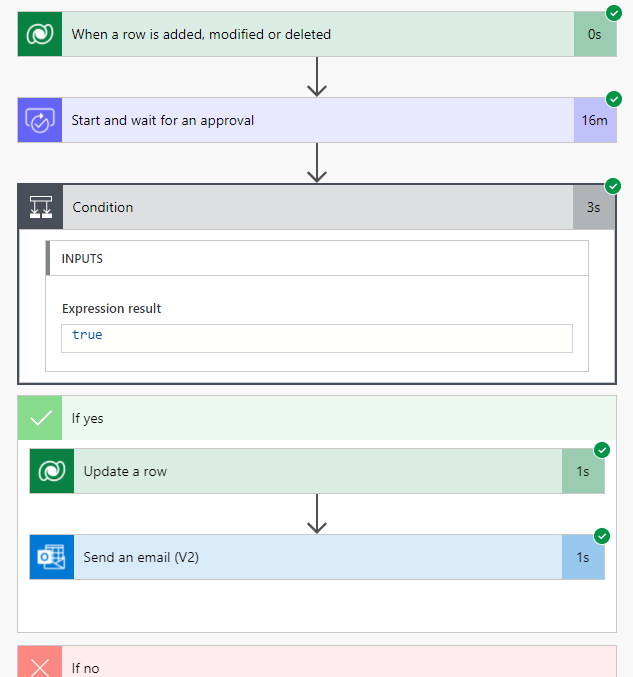 When a row is added, modified or deleted
0s
Start and wait for an approval
16m
Condition
3s
INPUTS
Expression result
true
If yes
Update a row
1s
Send an email (V2)
1s
If no